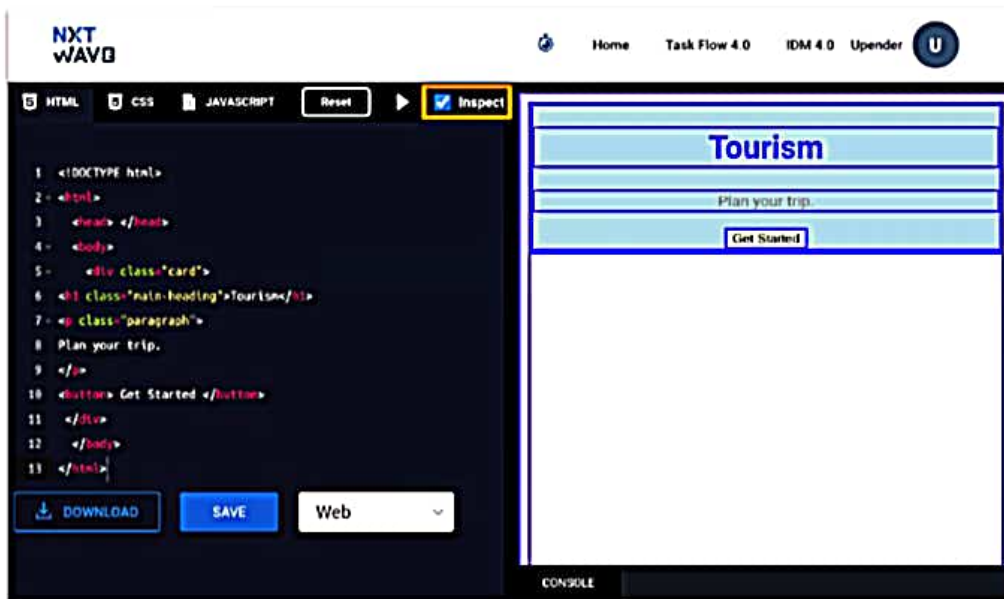 NXT
WAVE
Home Task Flow 4.0 IDM 4.0 Upender U
HTML CSS JAVASCRIPT Reset Inspect
1 <!DOCTYPE html>
2 <html>
3 <head> </head>
4 <body>
5 <div class="card">
6 <h1 class="main-heading">Tourism</h1>
7 <p class="paragraph">
8 Plan your trip.
9 </p>
10 <button> Get Started </button>
11 </div>
12 </body>
13 </html>
DOWNLOAD SAVE Web
Tourism
Plan your trip.
Get Started
CONSOLE